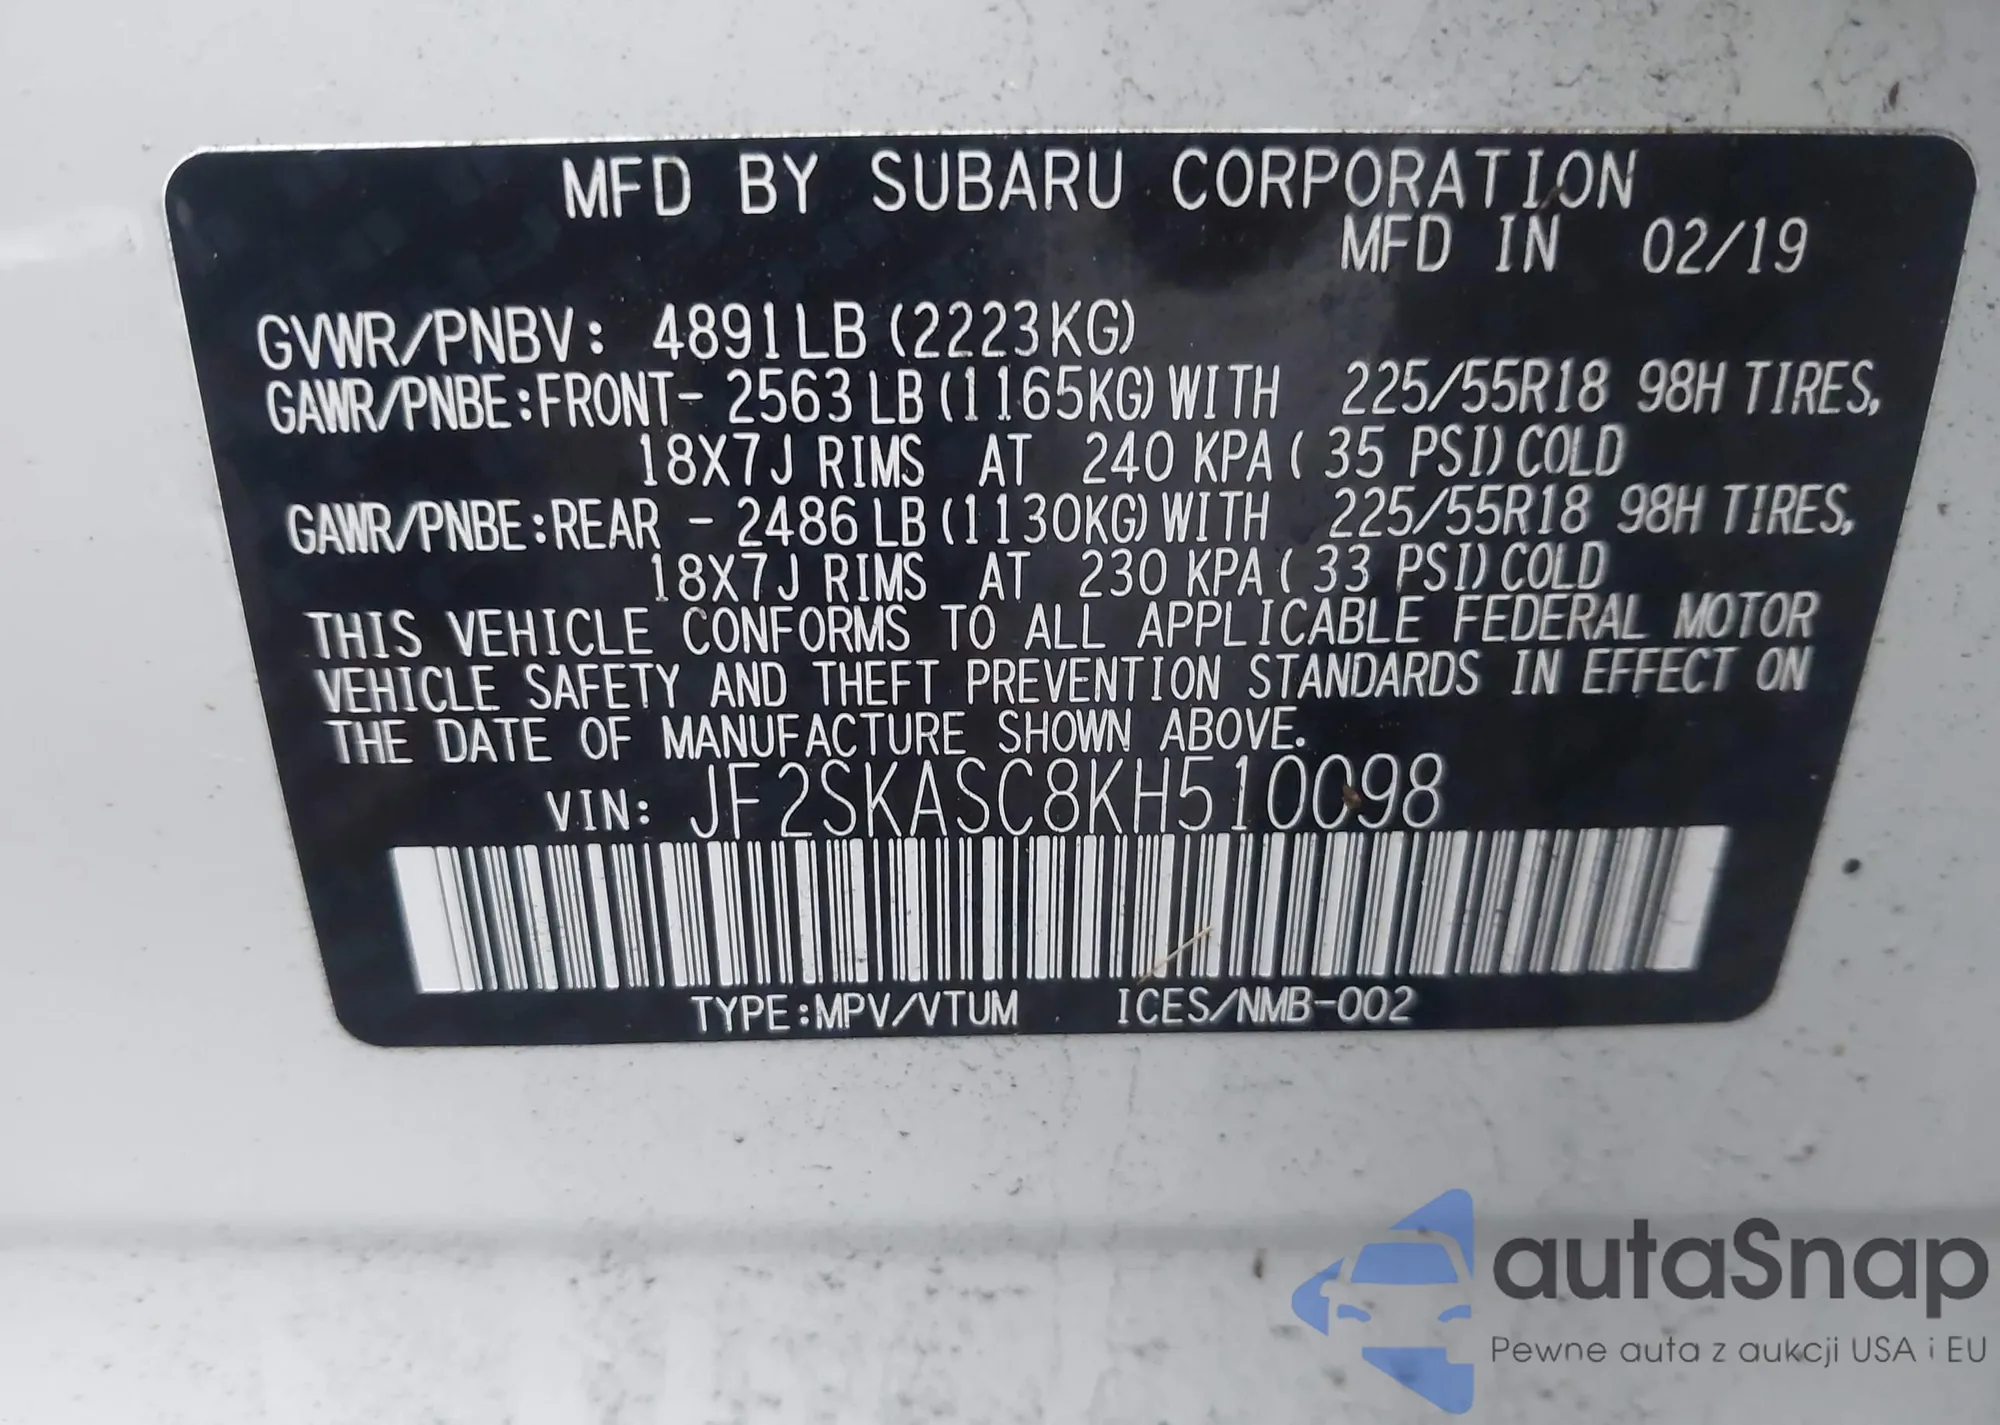 MFD BY SUBARU CORPORATION
MFD IN 02/19
GVWR/PNBV: 4891LB (2223KG)
GAWR/PNBE:FRONT- 2563 LB (1165KG) WITH 225/55R18 98H TIRES,
18X7J RIMS AT 240 KPA ( 35 PSI) COLD
GAWR/PNBE:REAR - 2486 LB (1130KG) WITH 225/55R18 98H TIRES,
18X7J RIMS AT 230 KPA ( 33 PSI) COLD
THIS VEHICLE CONFORMS TO ALL APPLICABLE FEDERAL MOTOR
VEHICLE SAFETY AND THEFT PREVENTION STANDARDS IN EFFECT ON
THE DATE OF MANUFACTURE SHOWN ABOVE.
VIN: JF2SKASC8KH510098
TYPE:MPV/VTUM ICES/NMB-002
autaSnap
Pewne auta z aukcji USA i EU